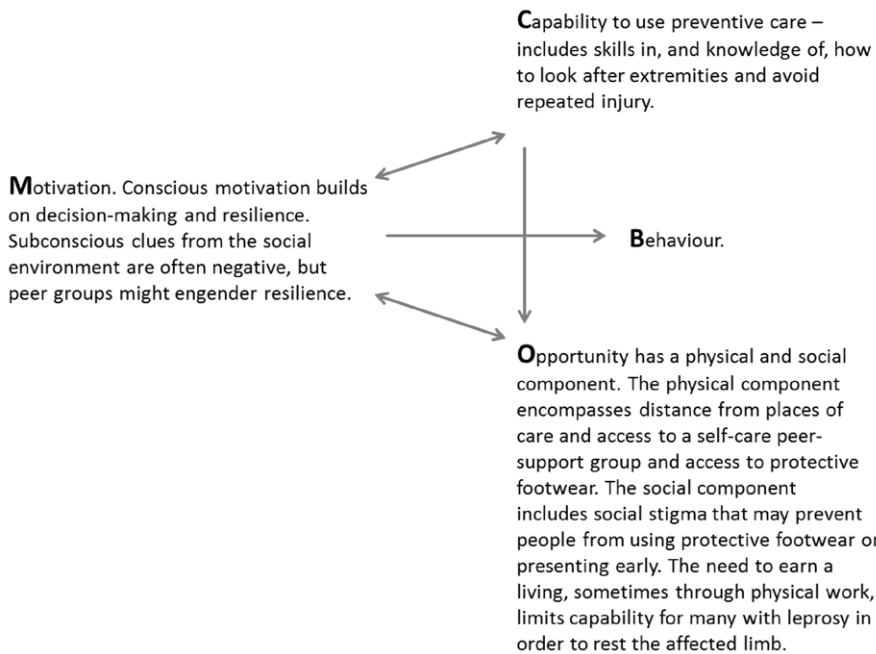 Capability to use preventive care –
includes skills in, and knowledge of, how
to look after extremities and avoid
repeated injury.
Motivation. Conscious motivation builds
on decision-making and resilience.
Subconscious clues from the social
environment are often negative, but
peer groups might engender resilience.
Behaviour.
Opportunity has a physical and social
component. The physical component
encompasses distance from places of
care and access to a self-care peer-
support group and access to protective
footwear. The social component
includes social stigma that may prevent
people from using protective footwear or
presenting early. The need to earn a
living, sometimes through physical work,
limits capability for many with leprosy in
order to rest the affected limb.